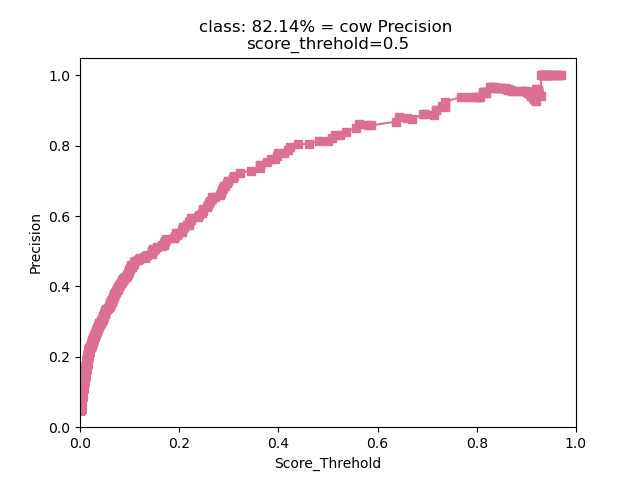 class: 82.14% = cow Precision
score_threhold=0.5
Precision
1.0
0.8
0.6
0.4
0.2
0.0
0.0 0.2 0.4 0.6 0.8 1.0
Score_Threhold